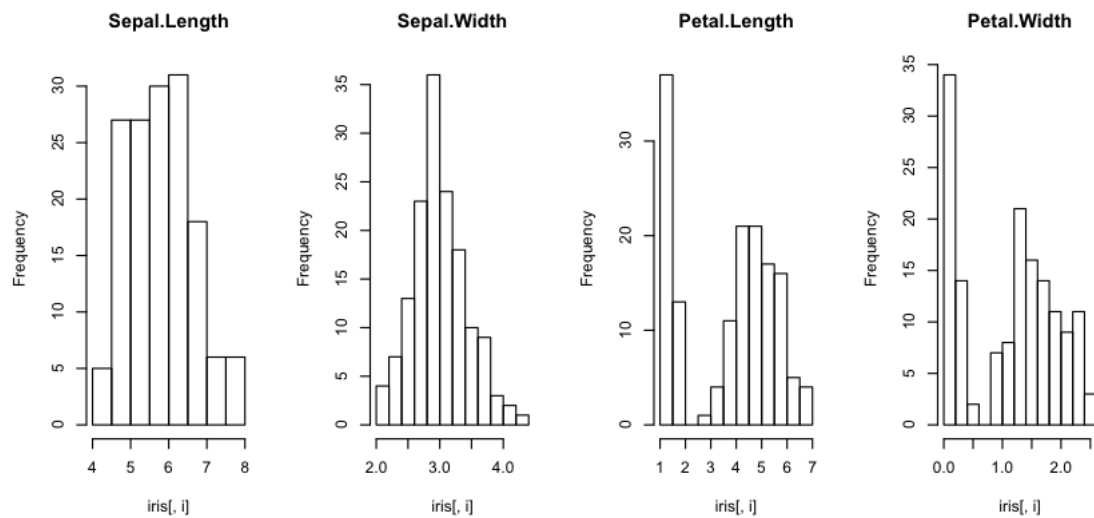 Sepal.Length
Sepal.Width
Petal.Length
Petal.Width
Frequency
0 5 10 15 20 25 30
4 5 6 7 8
iris[, i]
Frequency
0 5 10 15 20 25 30 35
2.0 3.0 4.0
iris[, i]
Frequency
0 10 20 30
1 2 3 4 5 6 7
iris[, i]
Frequency
0 5 10 15 20 25 30 35
0.0 1.0 2.0
iris[, i]